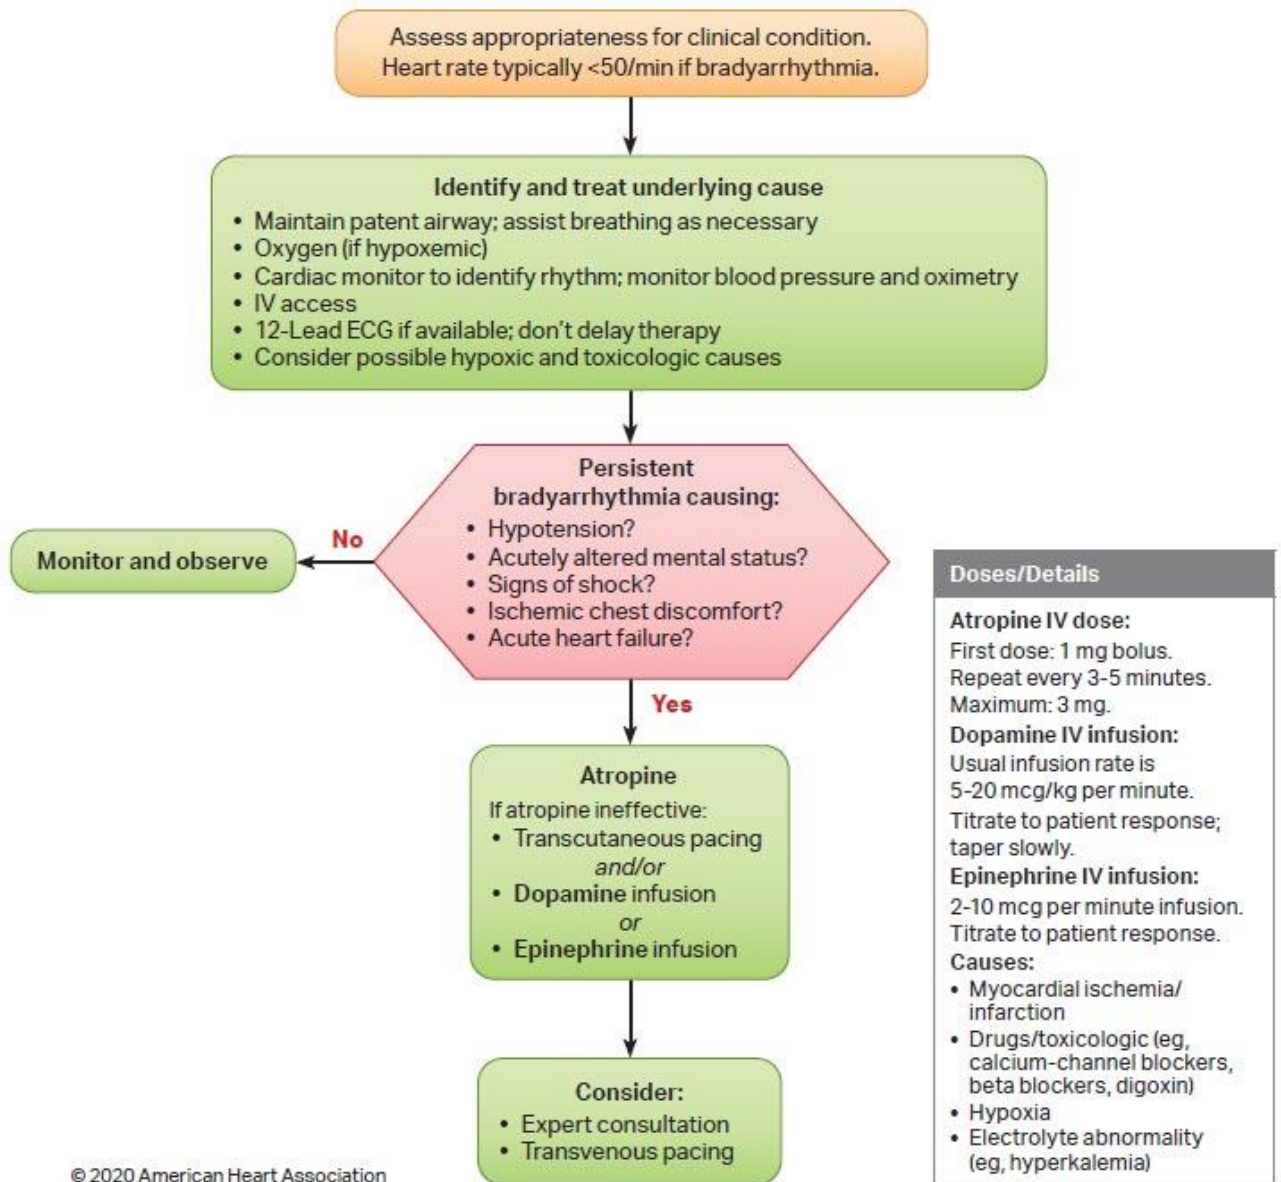 Assess appropriateness for clinical condition.
Heart rate typically <50/min if bradyarrhythmia.
Identify and treat underlying cause
• Maintain patent airway; assist breathing as necessary
• Oxygen (if hypoxemic)
• Cardiac monitor to identify rhythm; monitor blood pressure and oximetry
• IV access
• 12-Lead ECG if available; don't delay therapy
• Consider possible hypoxic and toxicologic causes
Persistent
bradyarrhythmia causing:
• Hypotension?
• Acutely altered mental status?
• Signs of shock?
• Ischemic chest discomfort?
• Acute heart failure?
No
Monitor and observe
Yes
Atropine
If atropine ineffective:
• Transcutaneous pacing
and/or
• Dopamine infusion
or
• Epinephrine infusion
Consider:
• Expert consultation
• Transvenous pacing
Doses/Details
Atropine IV dose:
First dose: 1 mg bolus.
Repeat every 3-5 minutes.
Maximum: 3 mg.
Dopamine IV infusion:
Usual infusion rate is
5-20 mcg/kg per minute.
Titrate to patient response;
taper slowly.
Epinephrine IV infusion:
2-10 mcg per minute infusion.
Titrate to patient response.
Causes:
• Myocardial ischemia/
infarction
• Drugs/toxicologic (eg,
calcium-channel blockers,
beta blockers, digoxin)
• Hypoxia
• Electrolyte abnormality
(eg, hyperkalemia)
© 2020 American Heart Association